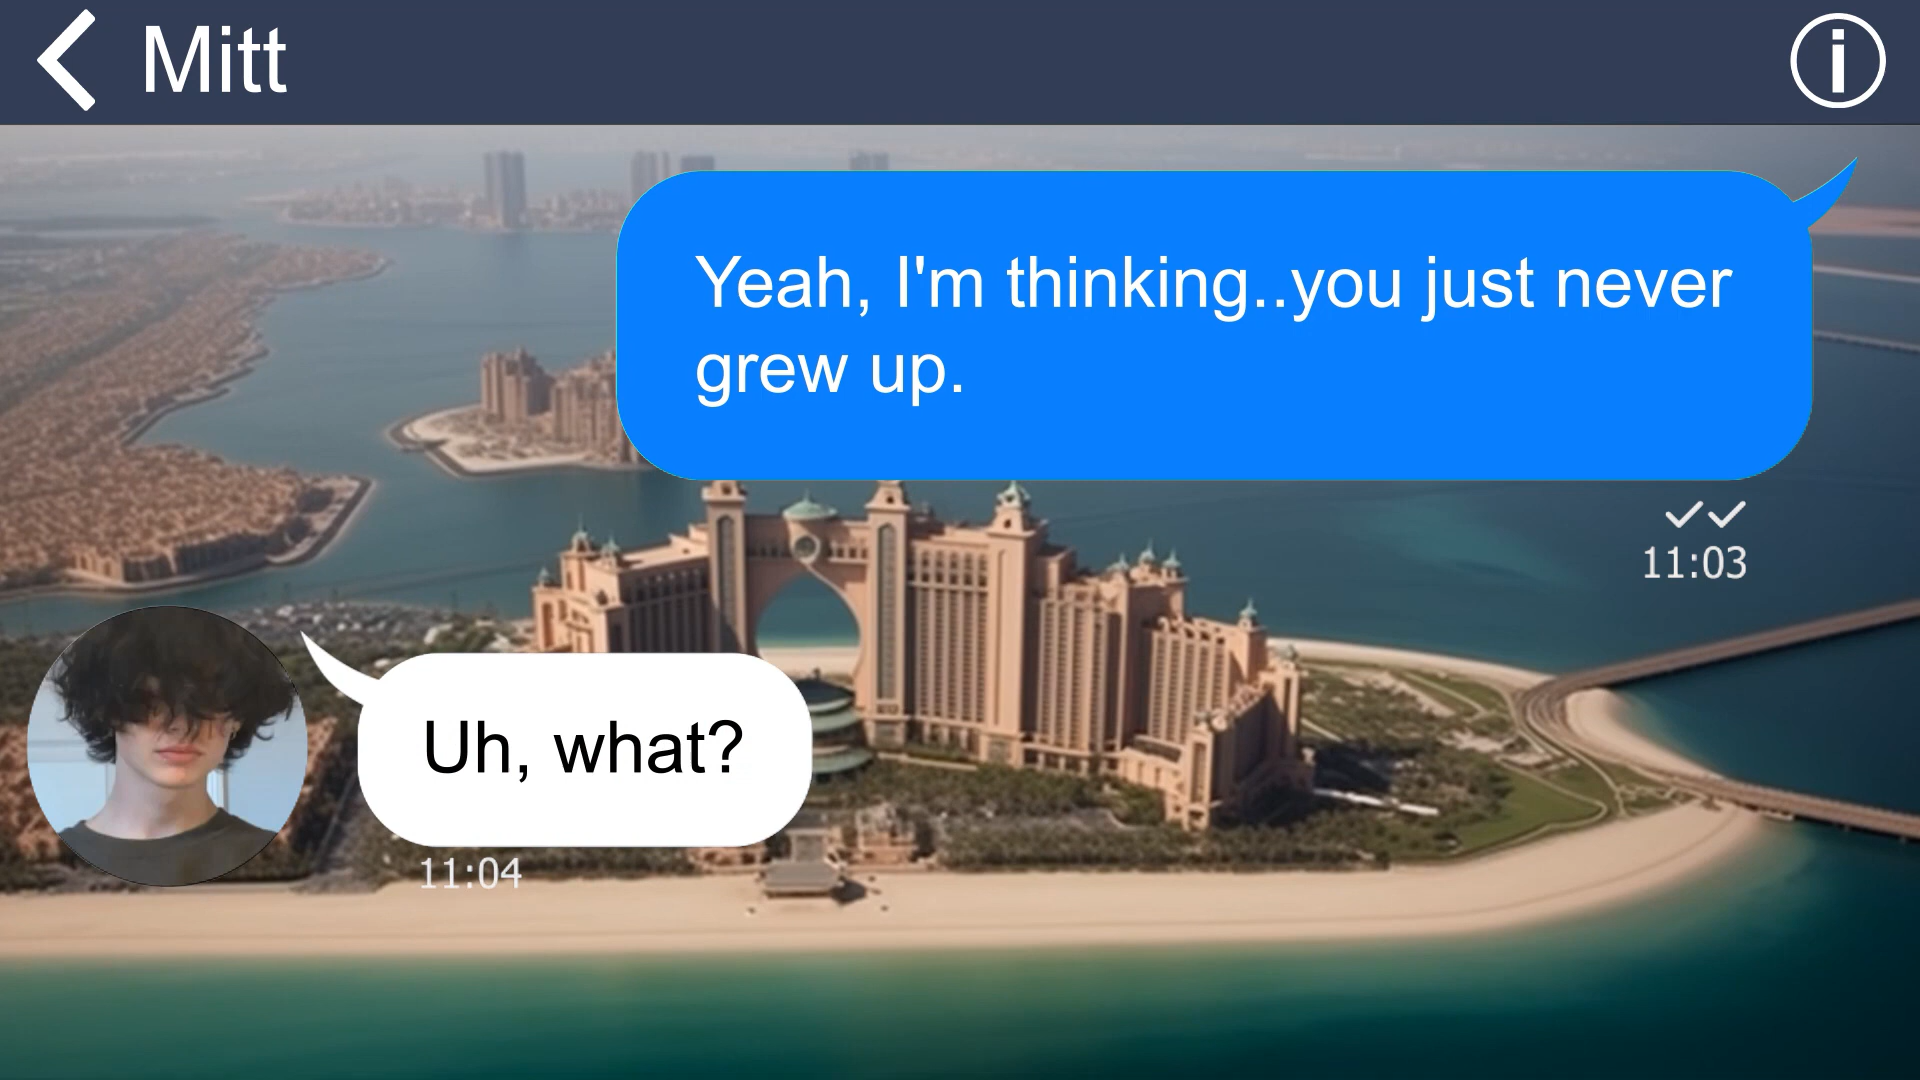 Mitt
Yeah, I'm thinking..you just never
grew up.
11:03
Uh, what?
11:04